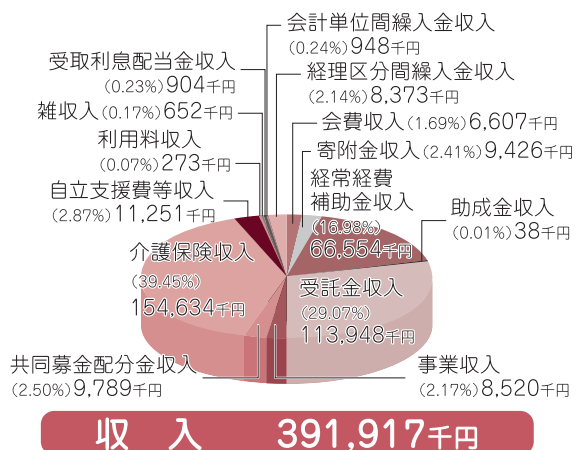 会計単位間繰入金収入
(0.24%)948千円
受取利息配当金収入
(0.23%)904千円
経理区分間繰入金収入
(2.14%)8,373千円
雑収入(0.17%)652千円
会費収入(1.69%)6,607千円
利用料収入
(0.07%)273千円
寄附金収入(2.41%)9,426千円
自立支援費等収入
(2.87%)11,251千円
経常経費
補助金収入
(16.98%)
66,554千円
助成金収入
(0.01%)38千円
介護保険収入
(39.45%)
154,634千円
受託金収入
(29.07%)
113,948千円
共同募金配分金収入
(2.50%)9,789千円
事業収入
(2.17%)8,520千円
収 入 391,917千円